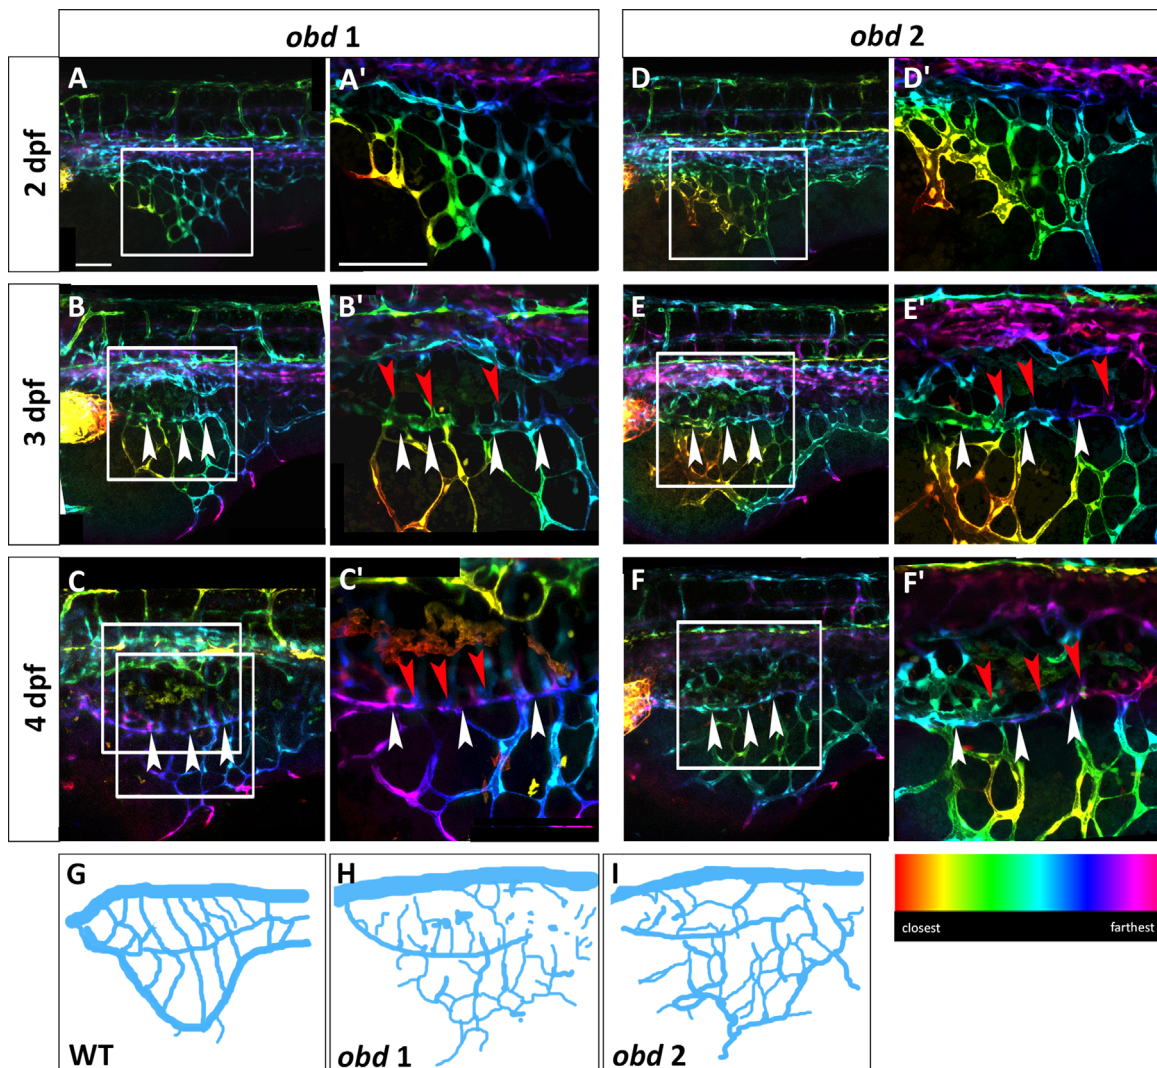 obd 1
obd 2
2 dpf
A
A'
D
D'
3 dpf
B
B'
E
E'
4 dpf
C
C'
F
F'
G
H
I
closest
farthest
WT
obd 1
obd 2